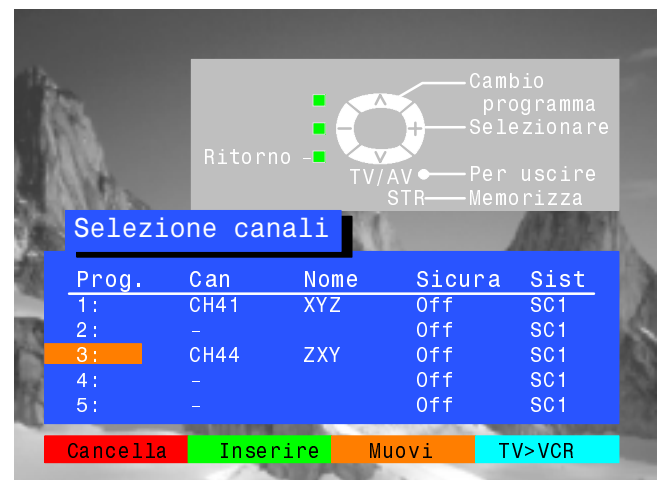 Cambio
programma
Selezionare
Ritorno
TV/AV Per uscire
STR Memorizza
Selezione canali
Prog. Can Nome Sicura Sist
1: CH41 XYZ Off SC1
2: – Off SC1
3: CH44 ZXY Off SC1
4: – Off SC1
5: – Off SC1
Cancella Inserire Muovi TV>VCR